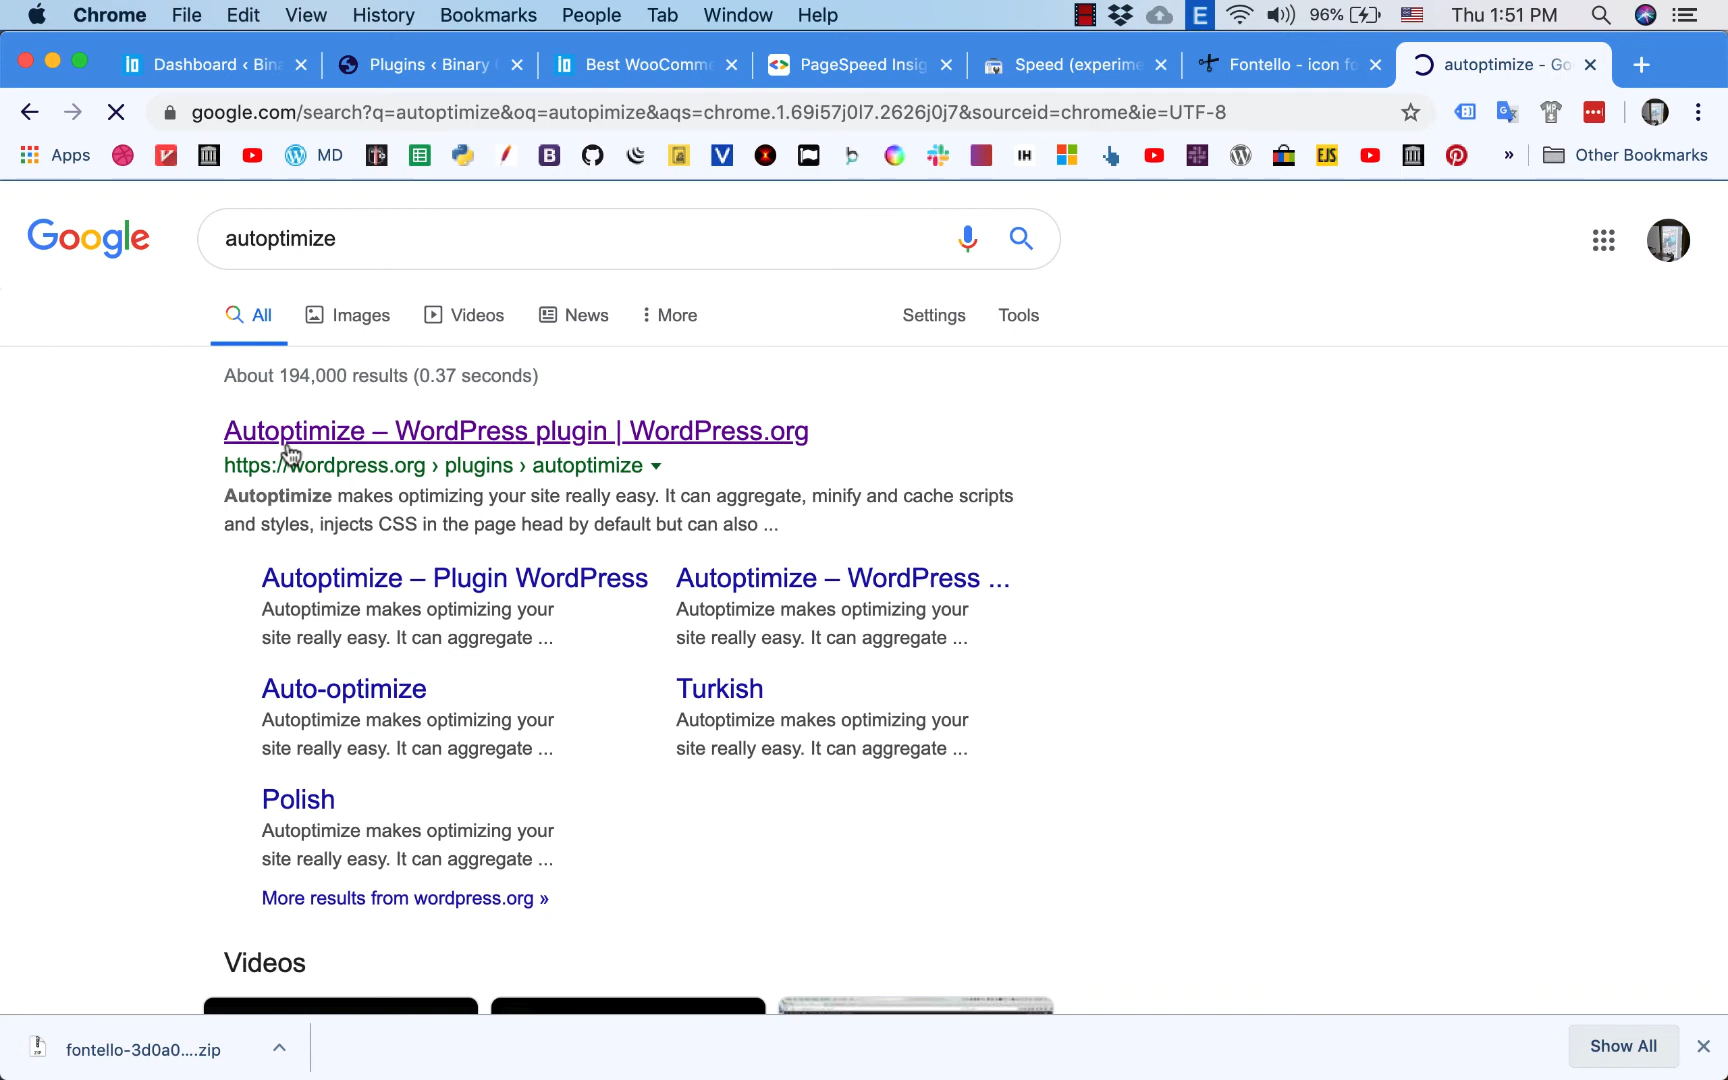 Chrome File Edit View History Bookmarks People Tab Window Help E 96% Thu 1:51 PM
Dashboard ‹ Bin Plugins ‹ Binary Best WooComme PageSpeed Insig Speed (experime Fontello - icon fo autoptimize - Go
google.com/search?q=autoptimize&oq=autopimize&aqs=chrome.1.69i57j0l7.2626j0j7&sourceid=chrome&ie=UTF-8
Apps MD B V b IH EJS » Other Bookmarks
Google autoptimize
All Images Videos News More Settings Tools
About 194,000 results (0.37 seconds)
Autoptimize – WordPress plugin | WordPress.org
https://wordpress.org › plugins › autoptimize
Autoptimize makes optimizing your site really easy. It can aggregate, minify and cache scripts
and styles, injects CSS in the page head by default but can also ...
Autoptimize – Plugin WordPress
Autoptimize makes optimizing your
site really easy. It can aggregate ...
Autoptimize – WordPress ...
Autoptimize makes optimizing your
site really easy. It can aggregate ...
Auto-optimize
Autoptimize makes optimizing your
site really easy. It can aggregate ...
Turkish
Autoptimize makes optimizing your
site really easy. It can aggregate ...
Polish
Autoptimize makes optimizing your
site really easy. It can aggregate ...
More results from wordpress.org »
Videos
fontello-3d0a0....zip Show All